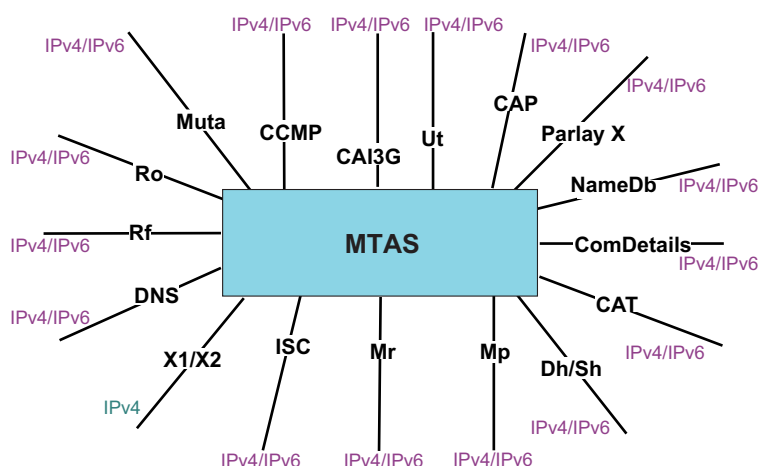 IPv4/IPv6 IPv4/IPv6 IPv4/IPv6
IPv4/IPv6 IPv4/IPv6 IPv4/IPv6
CAP
Muta CCMP Ut Parlay X
IPv4/IPv6 CAI3G
Ro NameDb IPv4/IPv6
Rf MTAS ComDetails
IPv4/IPv6 IPv4/IPv6
DNS CAT
IPv4/IPv6
X1/X2 ISC Mr Mp IPv4/IPv6
Dh/Sh
IPv4
IPv4/IPv6
IPv4/IPv6 IPv4/IPv6 IPv4/IPv6